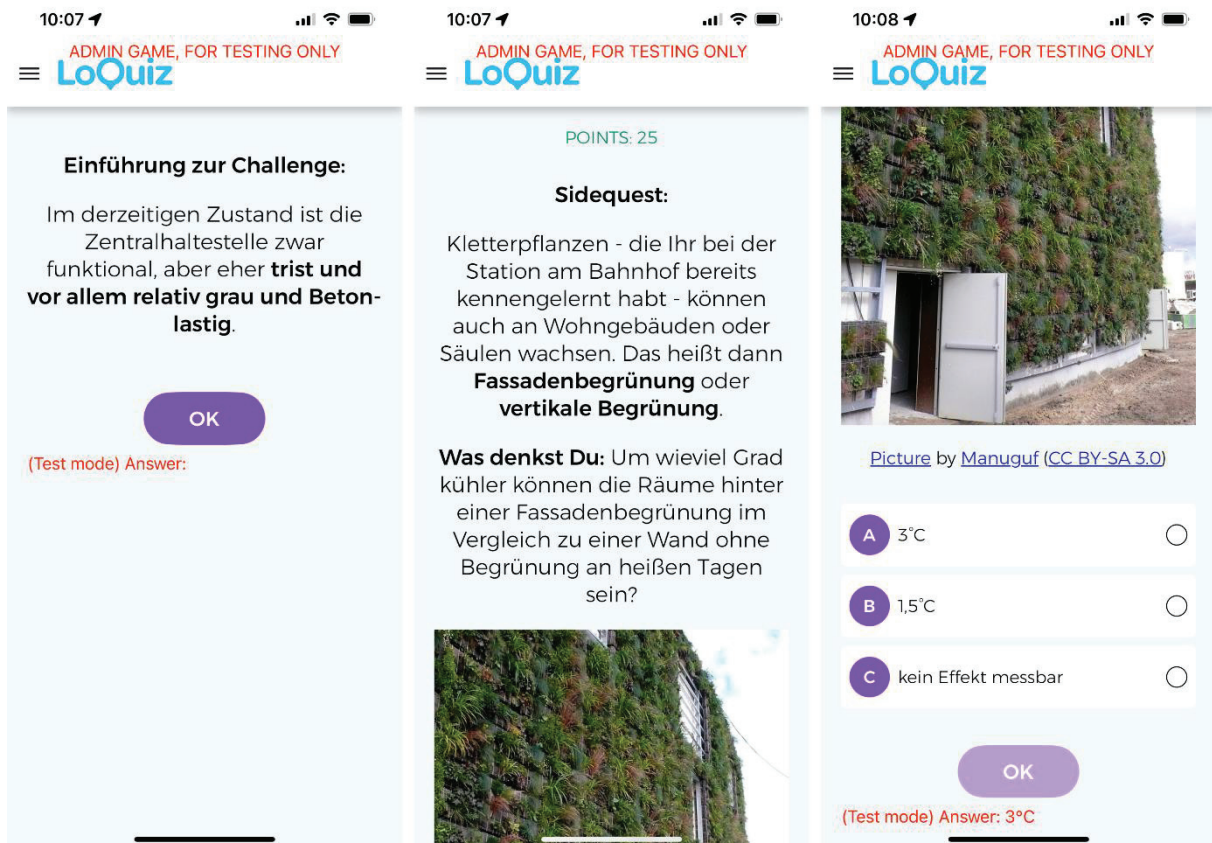 10:07
ADMIN GAME, FOR TESTING ONLY
LoQuiz
Einführung zur Challenge:
Im derzeitigen Zustand ist die
Zentralhaltestelle zwar
funktional, aber eher trist und
vor allem relativ grau und Beton-
lastig.
OK
(Test mode) Answer:
10:07
ADMIN GAME, FOR TESTING ONLY
LoQuiz
POINTS: 25
Sidequest:
Kletterpflanzen - die Ihr bei der
Station am Bahnhof bereits
kennengelernt habt - können
auch an Wohngebäuden oder
Säulen wachsen. Das heißt dann
Fassadenbegrünung oder
vertikale Begrünung.
Was denkst Du: Um wieviel Grad
kühler können die Räume hinter
einer Fassadenbegrünung im
Vergleich zu einer Wand ohne
Begrünung an heißen Tagen
sein?
10:08
ADMIN GAME, FOR TESTING ONLY
LoQuiz
Picture by Manuguf (CC BY-SA 3.0)
A 3°C
B 1,5°C
C kein Effekt messbar
OK
(Test mode) Answer: 3°C